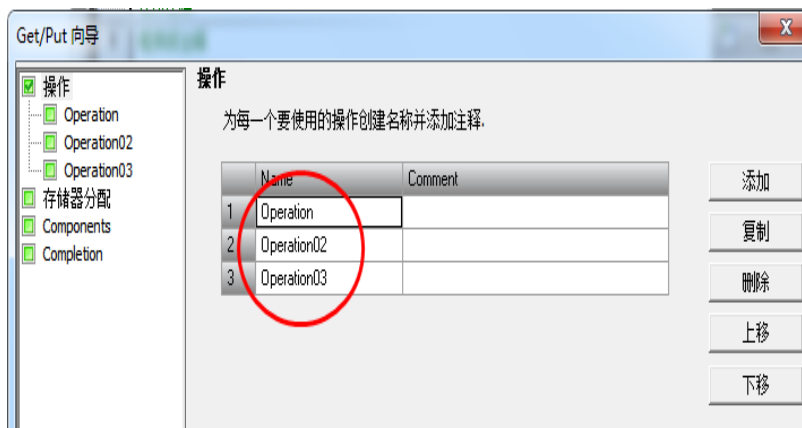 Get/Put 向导
操作
Operation
Operation02
Operation03
存储器分配
Components
Completion
操作
为每一个要使用的操作创建名称并添加注释.
Name Comment
1 Operation
2 Operation02
3 Operation03
添加
复制
删除
上移
下移